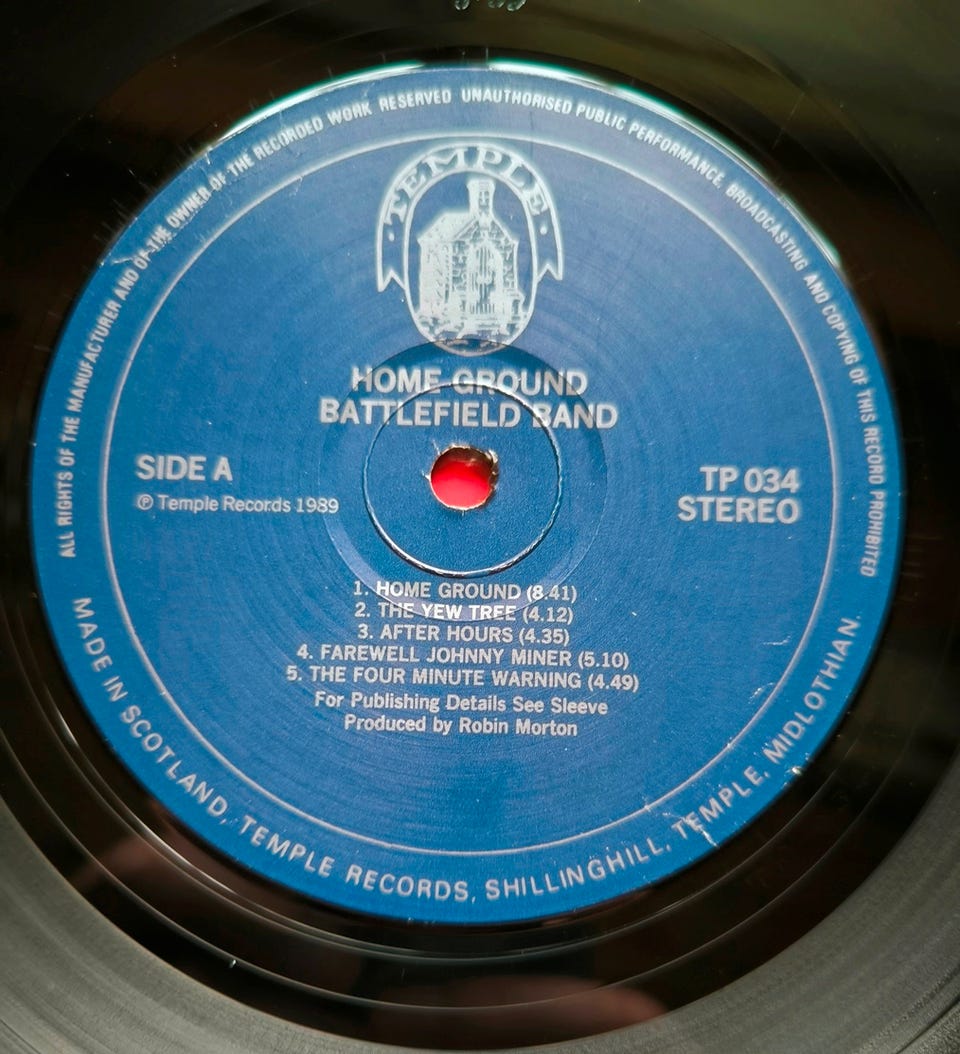 ALL RIGHTS OF THE MANUFACTURER AND OF THE OWNER OF THE RECORDED WORK RESERVED UNAUTHORISED PUBLIC PERFORMANCE, BROADCASTING AND COPYING OF THIS RECORD PROHIBITED
TEMPLE
HOME GROUND
BATTLEFIELD BAND
SIDE A
℗ Temple Records 1989
TP 034
STEREO
1. HOME GROUND (8.41)
2. THE YEW TREE (4.12)
3. AFTER HOURS (4.35)
4. FAREWELL JOHNNY MINER (5.10)
5. THE FOUR MINUTE WARNING (4.49)
For Publishing Details See Sleeve
Produced by Robin Morton
MADE IN SCOTLAND, TEMPLE RECORDS, SHILLINGHILL, TEMPLE, MIDLOTHIAN.